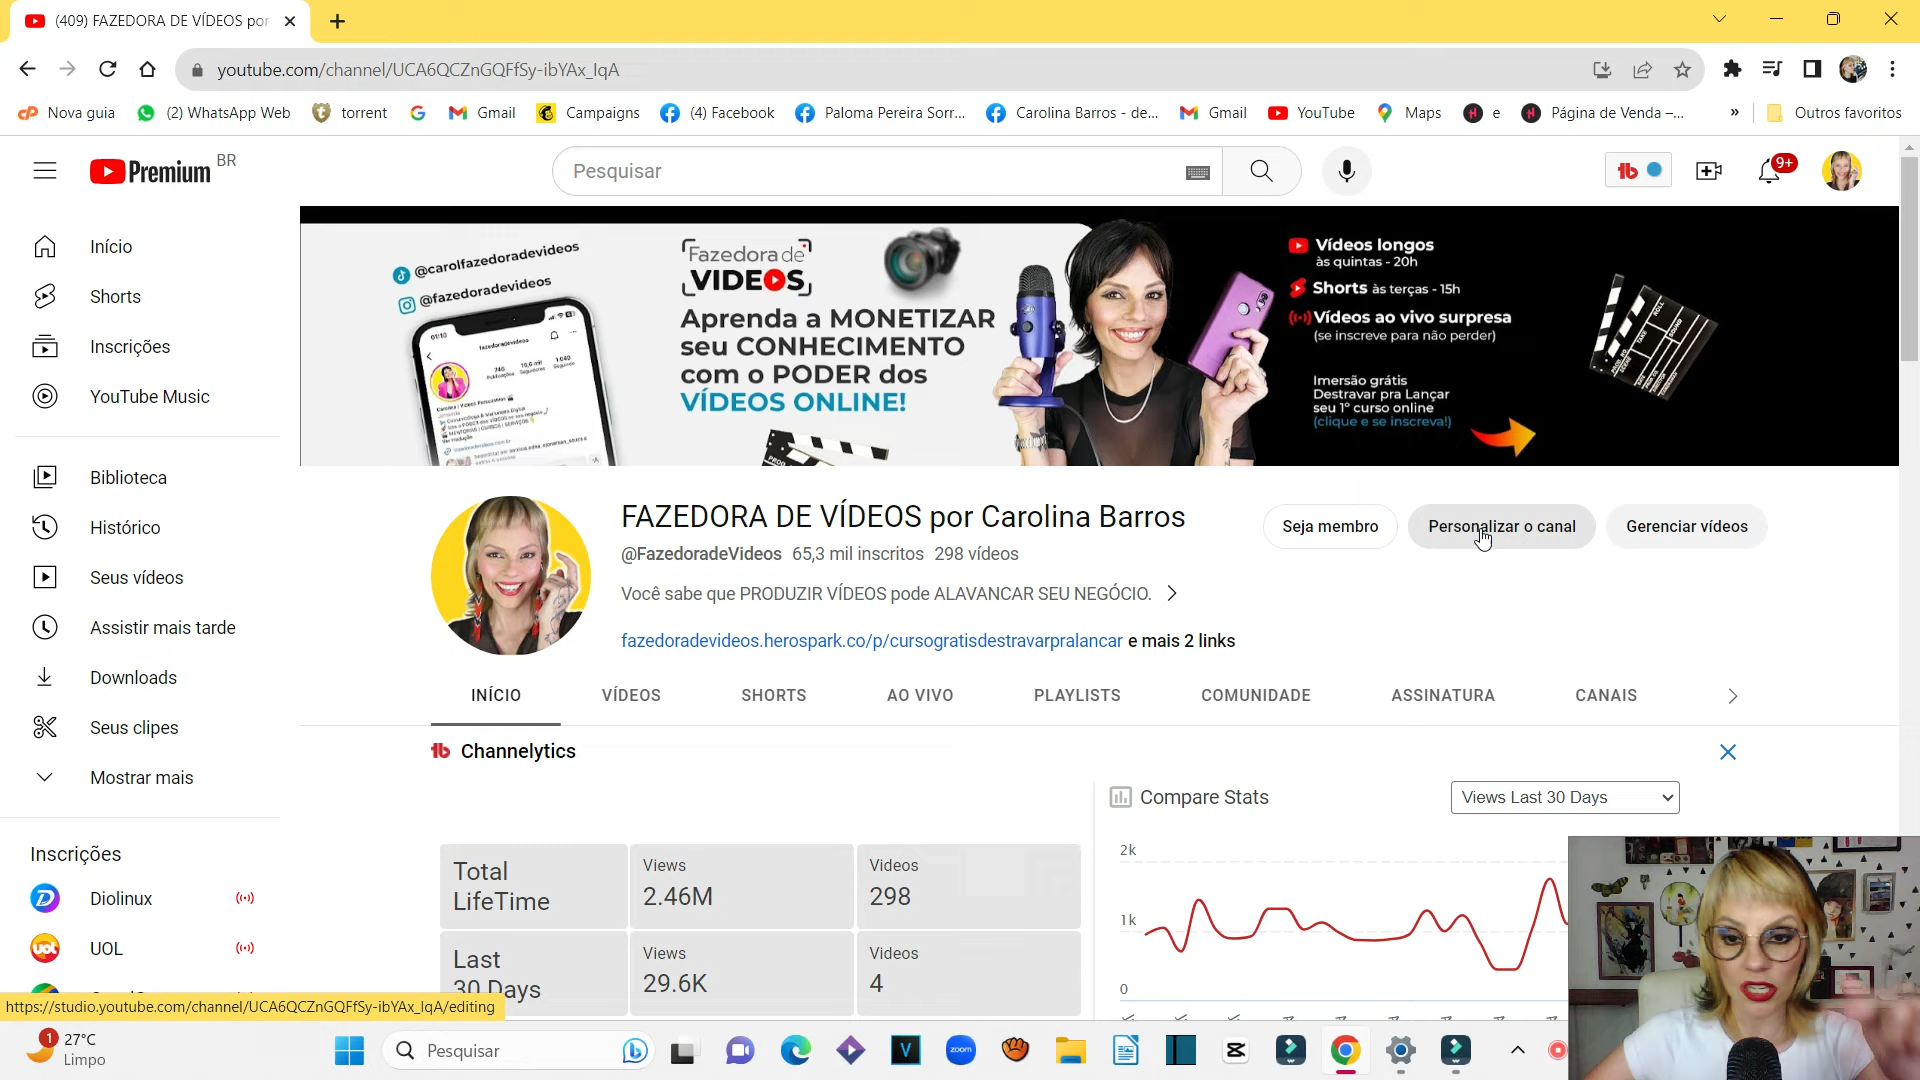 (409) FAZEDORA DE VÍDEOS por
youtube.com/channel/UCA6QCZnGQFfSy-ibYAx_IqA
Nova guia
(2) WhatsApp Web
torrent
Gmail
Campaigns
(4) Facebook
Paloma Pereira Sorr...
Carolina Barros - de...
Gmail
YouTube
Maps
e
Página de Venda –...
»
Outros favoritos
Premium BR
Pesquisar
9+
Início
Shorts
Inscrições
YouTube Music
Biblioteca
Histórico
Seus vídeos
Assistir mais tarde
Downloads
Seus clipes
Mostrar mais
Inscrições
Diolinux
UOL
@carolfazedoradevideos
@fazedoradevideos
01:10
fazedoradevideos
Fazedora de
VIDEOS
Aprenda a MONETIZAR
seu CONHECIMENTO
com o PODER dos
VÍDEOS ONLINE!
Vídeos longos
às quintas - 20h
Shorts às terças - 15h
Vídeos ao vivo surpresa
(se inscreve para não perder)
Imersão grátis
Destravar pra Lançar
seu 1º curso online
(clique e se inscreva!)
FAZEDORA DE VÍDEOS por Carolina Barros
@FazedoradeVideos 65,3 mil inscritos 298 vídeos
Você sabe que PRODUZIR VÍDEOS pode ALAVANCAR SEU NEGÓCIO.
fazedoradevideos.herospark.co/p/cursogratisdestravarpralancar e mais 2 links
Seja membro
Personalizar o canal
Gerenciar vídeos
INÍCIO
VÍDEOS
SHORTS
AO VIVO
PLAYLISTS
COMUNIDADE
ASSINATURA
CANAIS
Channelytics
Total
LifeTime
Views
2.46M
Videos
298
Last
30 Days
Views
29.6K
Videos
4
Compare Stats
Views Last 30 Days
2k
1k
0
https://studio.youtube.com/channel/UCA6QCZnGQFfSy-ibYAx_IqA/editing
1
27°C
Limpo
Pesquisar
zoom